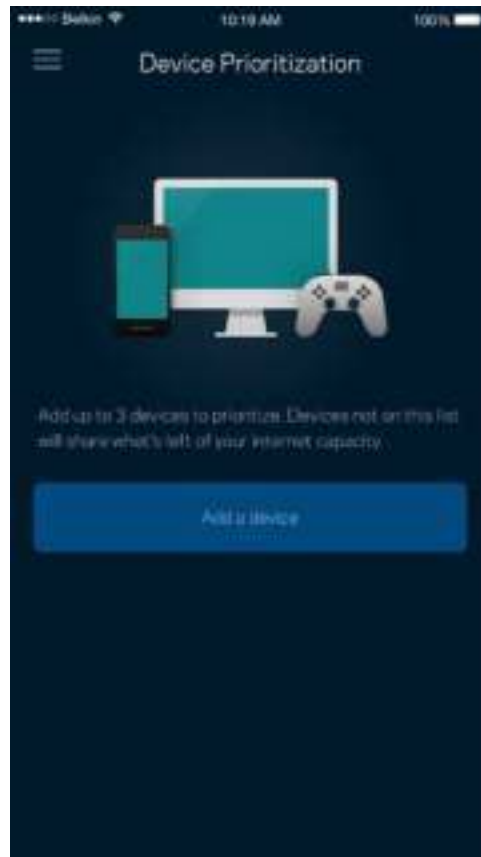 Belkin 10:19 AM 100%
Device Prioritization
Add up to 3 devices to prioritize. Devices not on this list
will share what's left of your internet capacity.
Add a device